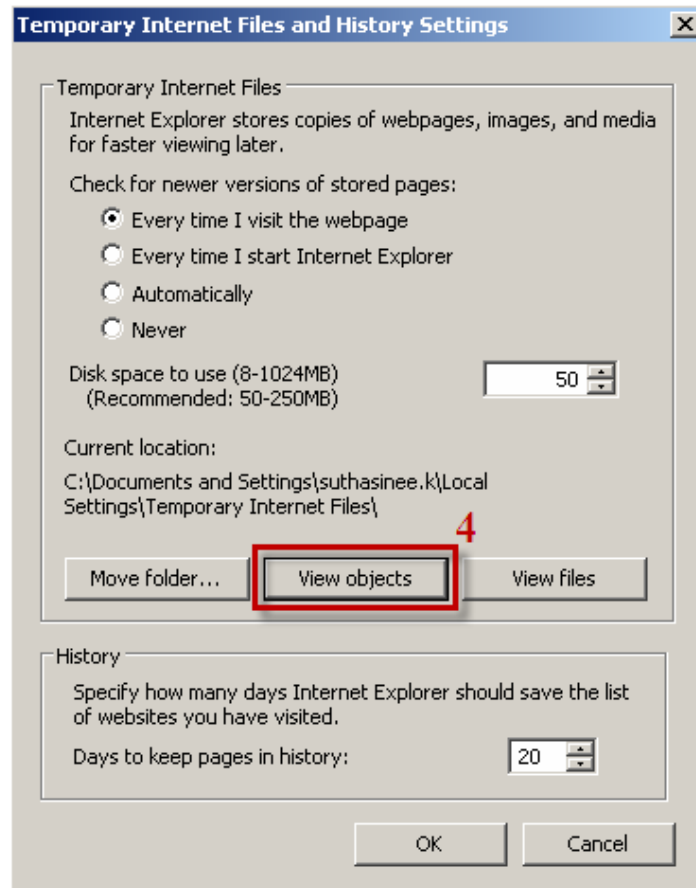 Temporary Internet Files and History Settings
Temporary Internet Files
Internet Explorer stores copies of webpages, images, and media
for faster viewing later.
Check for newer versions of stored pages:
Every time I visit the webpage
Every time I start Internet Explorer
Automatically
Never
Disk space to use (8-1024MB)
(Recommended: 50-250MB)
50
Current location:
C:\Documents and Settings\suthasinee.k\Local
Settings\Temporary Internet Files\
4
Move folder... View objects View files
History
Specify how many days Internet Explorer should save the list
of websites you have visited.
Days to keep pages in history: 20
OK Cancel